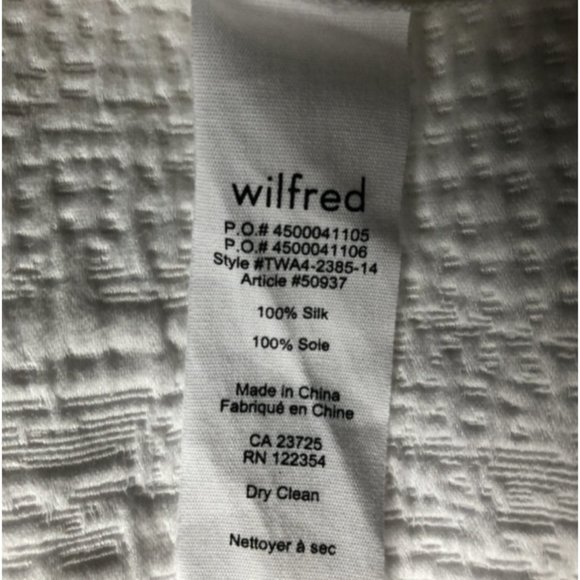 wilfred
P.O.# 4500041105
P.O.# 4500041106
Style #TWA4-2385-14
Article #50937
100% Silk
100% Soie
Made in China
Fabriqué en Chine
CA 23725
RN 122354
Dry Clean
Nettoyer à sec